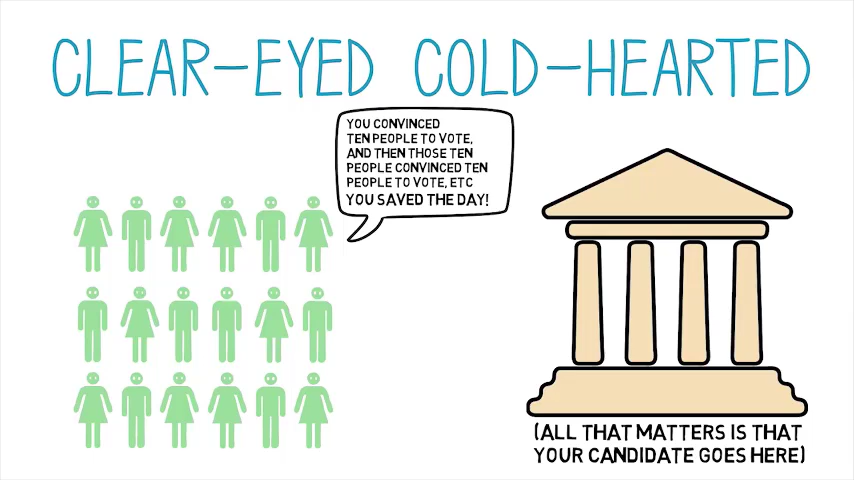 CLEAR-EYED COLD-HEARTED
YOU CONVINCED
TEN PEOPLE TO VOTE,
AND THEN THOSE TEN
PEOPLE CONVINCED TEN
PEOPLE TO VOTE, ETC
YOU SAVED THE DAY!
(ALL THAT MATTERS IS THAT
YOUR CANDIDATE GOES HERE)